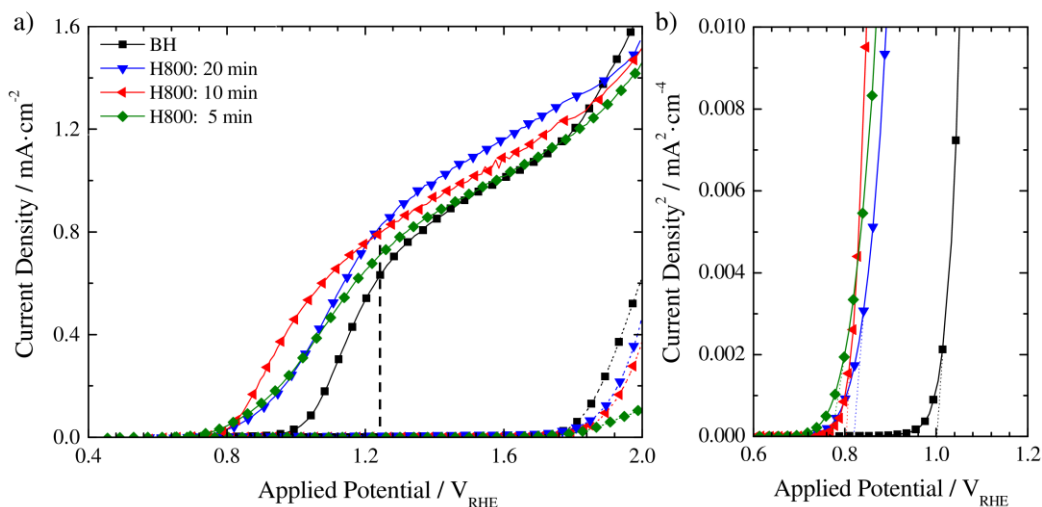 a)
1.6
1.2
0.8
0.4
0.0
Current Density / mA·cm⁻²
BH
H800: 20 min
H800: 10 min
H800: 5 min
0.4 0.8 1.2 1.6 2.0
Applied Potential / V_RHE
b)
0.010
0.008
0.006
0.004
0.002
0.000
Current Density² / mA²·cm⁻⁴
0.6 0.8 1.0 1.2
Applied Potential / V_RHE